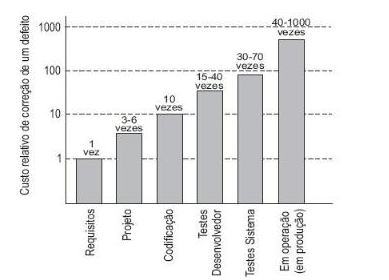 Custo relativo de correção de um defeito
1000
100
10
1
1
vez
3-6
vezes
10
vezes
15-40
vezes
30-70
vezes
40-1000
vezes
Requisitos
Projeto
Codificação
Testes
Desenvolvedor
Testes Sistema
Em operação
(em produção)